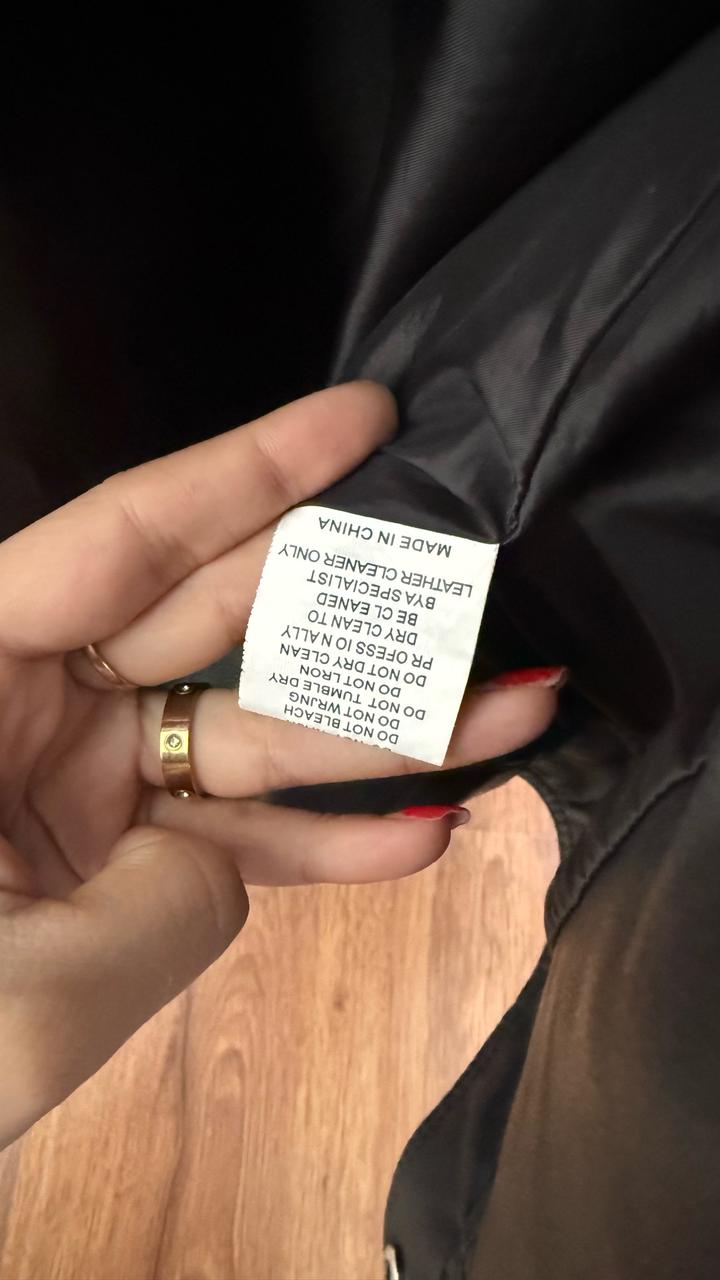 DO NOT BLEACH
DO NOT WRJNG
DO NOT TUMBLE DRY
DO NOT LRON
DO NOT DRY CLEAN
PR OFESS IO N ALLY
DRY CLEAN TO
BE CL EANED
BYA SPECIALIST
LEATHER CLEANER ONLY
MADE IN CHINA